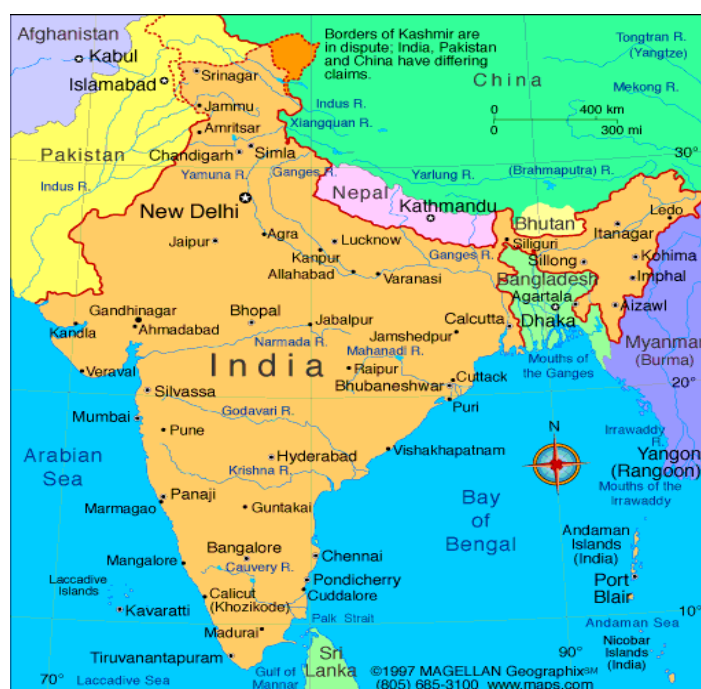 Afghanistan
Kabul
Islamabad
Srinagar
Borders of Kashmir are
in dispute; India, Pakistan
and China have differing
claims.
Tongtran R.
(Yangtze)
China
Mekong R.
Jammu
Indus R.
0 400 km
0 300 mi
Amritsar
Xiangquan R.
Pakistan
Chandigarh
Simla
30°
Yamuna R.
Ganges R.
Yarlung R.
(Brahmaputra) R.
Indus R.
Nepal
New Delhi
Kathmandu
Bhutan
Ledo
Itanagar
Jaipur
Agra
Lucknow
Siliguri
Kanpur
Ganges R.
Sillong
Kohima
Allahabad
Varanasi
Bangladesh
Imphal
Agartala
Gandhinagar
Bhopal
Jabalpur
Calcutta
Dhaka
Aizawl
Kandla
Ahmadabad
Jamshedpur
Narmada R.
Mahanadi R.
Myanmar
(Burma)
India
Mouths of
the Ganges
Veraval
Raipur
Cuttack
20°
Silvassa
Bhubaneshwar
Puri
Mumbai
Godavari R.
N
Pune
Irrawaddy
R.
Arabian
Sea
Hyderabad
Vishakhapatnam
Yangon
(Rangoon)
Krishna R.
Mouths of the
Irrawaddy
Panaji
Marmagao
Guntakai
Bay
of
Bengal
Andaman
Islands
(India)
Bangalore
Chennai
Mangalore
Cauvery R.
Laccadive
Islands
Pondicherry
Port
Blair
Calicut
(Khozikode)
Cuddalore
Kavaratti
Palk Strait
10°
Madurai
Andaman Sea
Tiruvanantapuram
Sri
Lanka
90°
Nicobar
Islands
(India)
70°
Laccadive Sea
Gulf of
Mannar
©1997 MAGELLAN Geographix℠
(805) 685-3100 www.maps.com